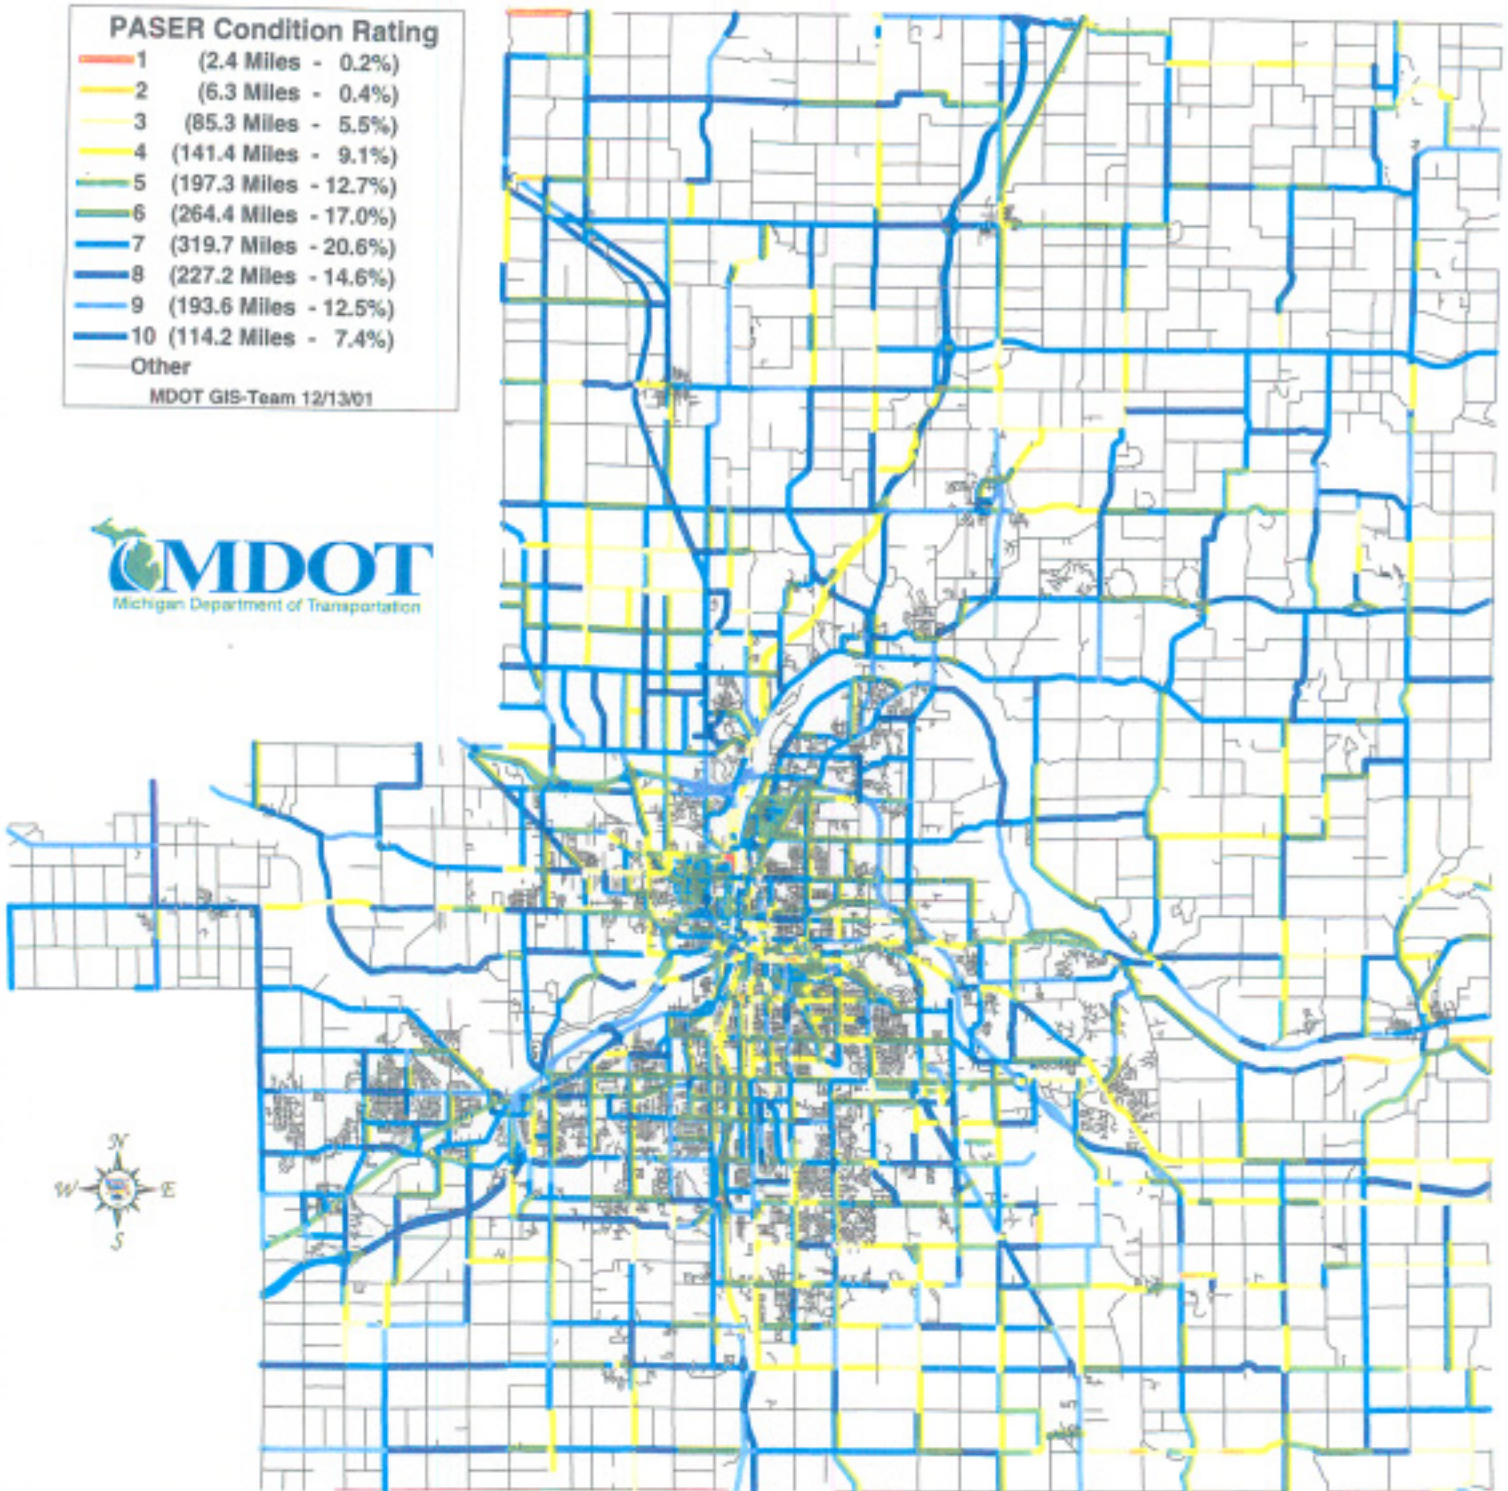 PASER Condition Rating
1 (2.4 Miles - 0.2%)
2 (6.3 Miles - 0.4%)
3 (85.3 Miles - 5.5%)
4 (141.4 Miles - 9.1%)
5 (197.3 Miles - 12.7%)
6 (264.4 Miles - 17.0%)
7 (319.7 Miles - 20.6%)
8 (227.2 Miles - 14.6%)
9 (193.6 Miles - 12.5%)
10 (114.2 Miles - 7.4%)
Other
MDOT GIS-Team 12/13/01
MDOT
Michigan Department of Transportation
N
W E
S